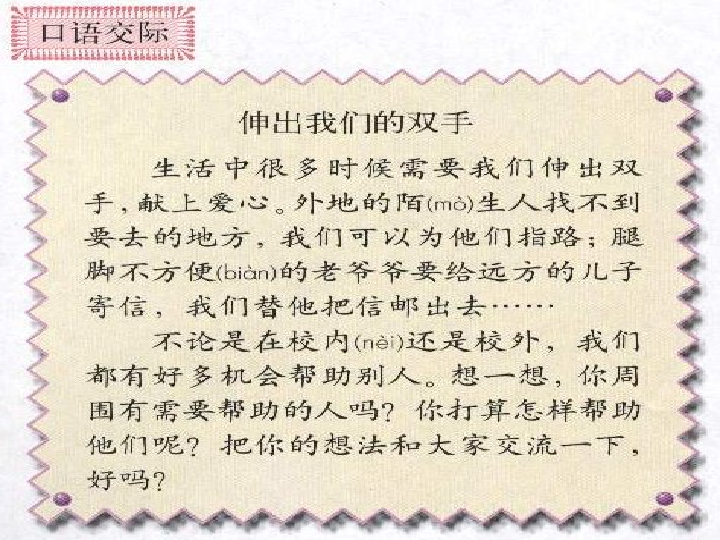 口语交际
伸出我们的双手
生活中很多时候需要我们伸出双
手，献上爱心。外地的陌(mò)生人找不到
要去的地方，我们可以为他们指路；腿
脚不方便(biàn)的老爷爷要给远方的儿子
寄信，我们替他把信邮出去……
不论是在校内(nèi)还是校外，我们
都有好多机会帮助别人。想一想，你周
围有需要帮助的人吗？你打算怎样帮助
他们呢？把你的想法和大家交流一下，
好吗？